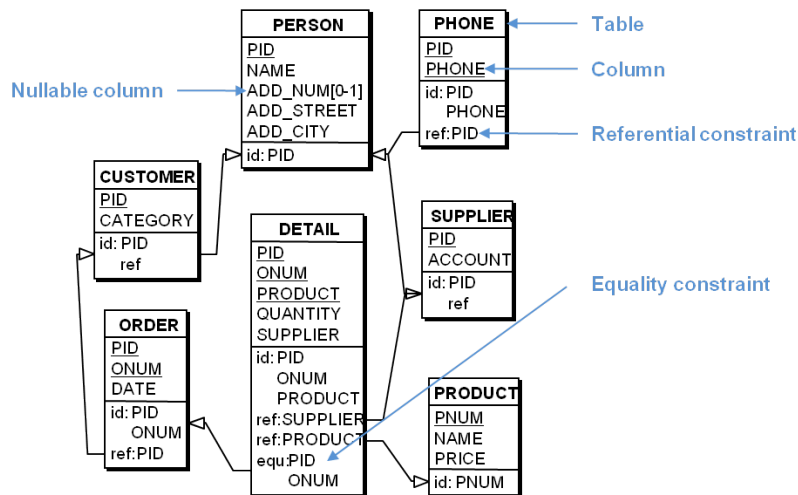 PERSON
PID
NAME
ADD_NUM[0-1]
ADD_STREET
ADD_CITY
id: PID
PHONE
PID
PHONE
id: PID
PHONE
ref:PID
Table
Column
Referential constraint
Nullable column
CUSTOMER
PID
CATEGORY
id: PID
ref
DETAIL
PID
ONUM
PRODUCT
QUANTITY
SUPPLIER
id: PID
ONUM
PRODUCT
ref:SUPPLIER
ref:PRODUCT
equ:PID
ONUM
SUPPLIER
PID
ACCOUNT
id: PID
ref
Equality constraint
ORDER
PID
ONUM
DATE
id: PID
ONUM
ref:PID
PRODUCT
PNUM
NAME
PRICE
id: PNUM